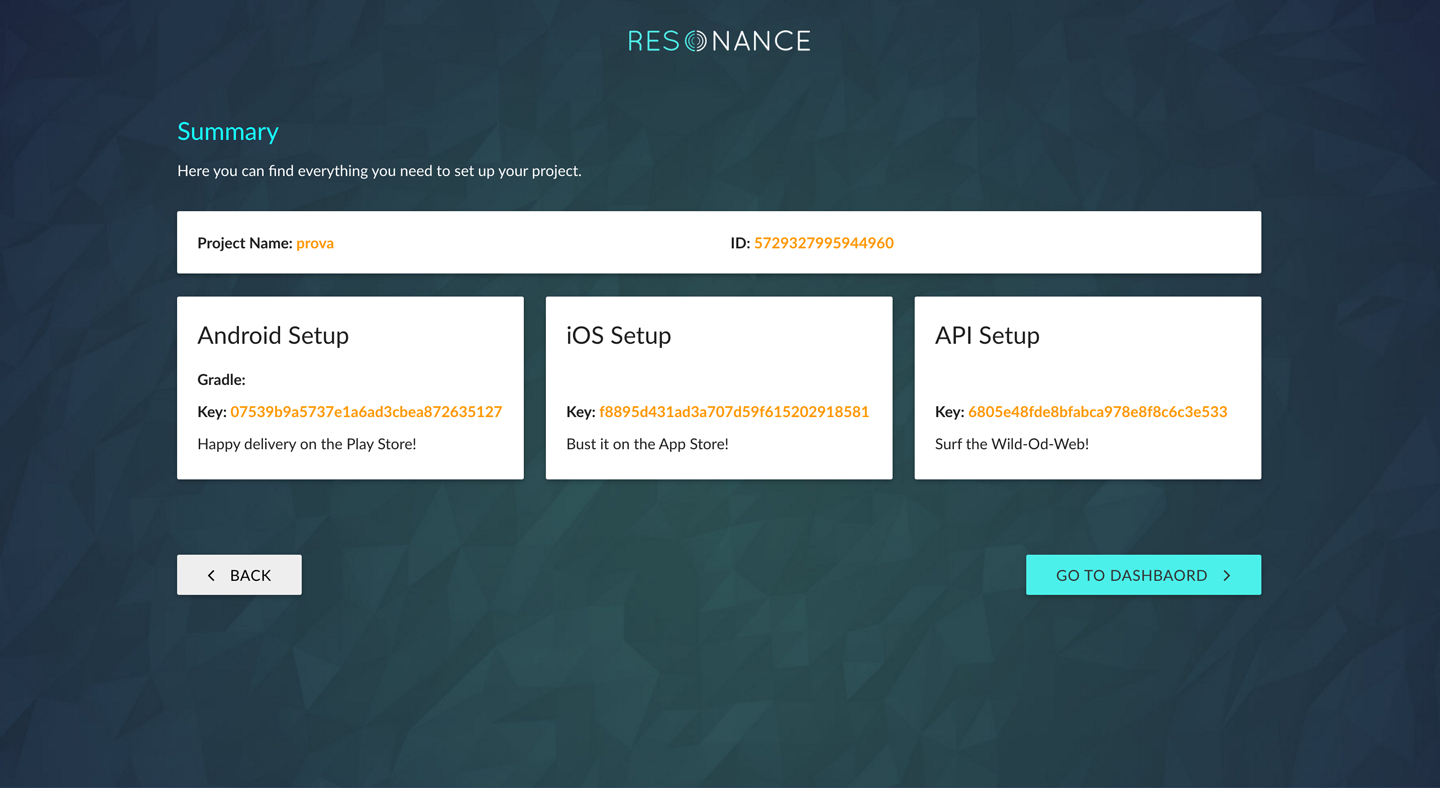 RESONANCE
Summary
Here you can find everything you need to set up your project.
Project Name: prova
ID: 5729327995944960
Android Setup
Gradle:
Key: 07539b9a5737e1a6ad3cbea872635127
Happy delivery on the Play Store!
iOS Setup
Key: f8895d431ad3a707d59f615202918581
Bust it on the App Store!
API Setup
Key: 6805e48fde8bfabca978e8f8c6c3e533
Surf the Wild-Od-Web!
BACK
GO TO DASHBAORD